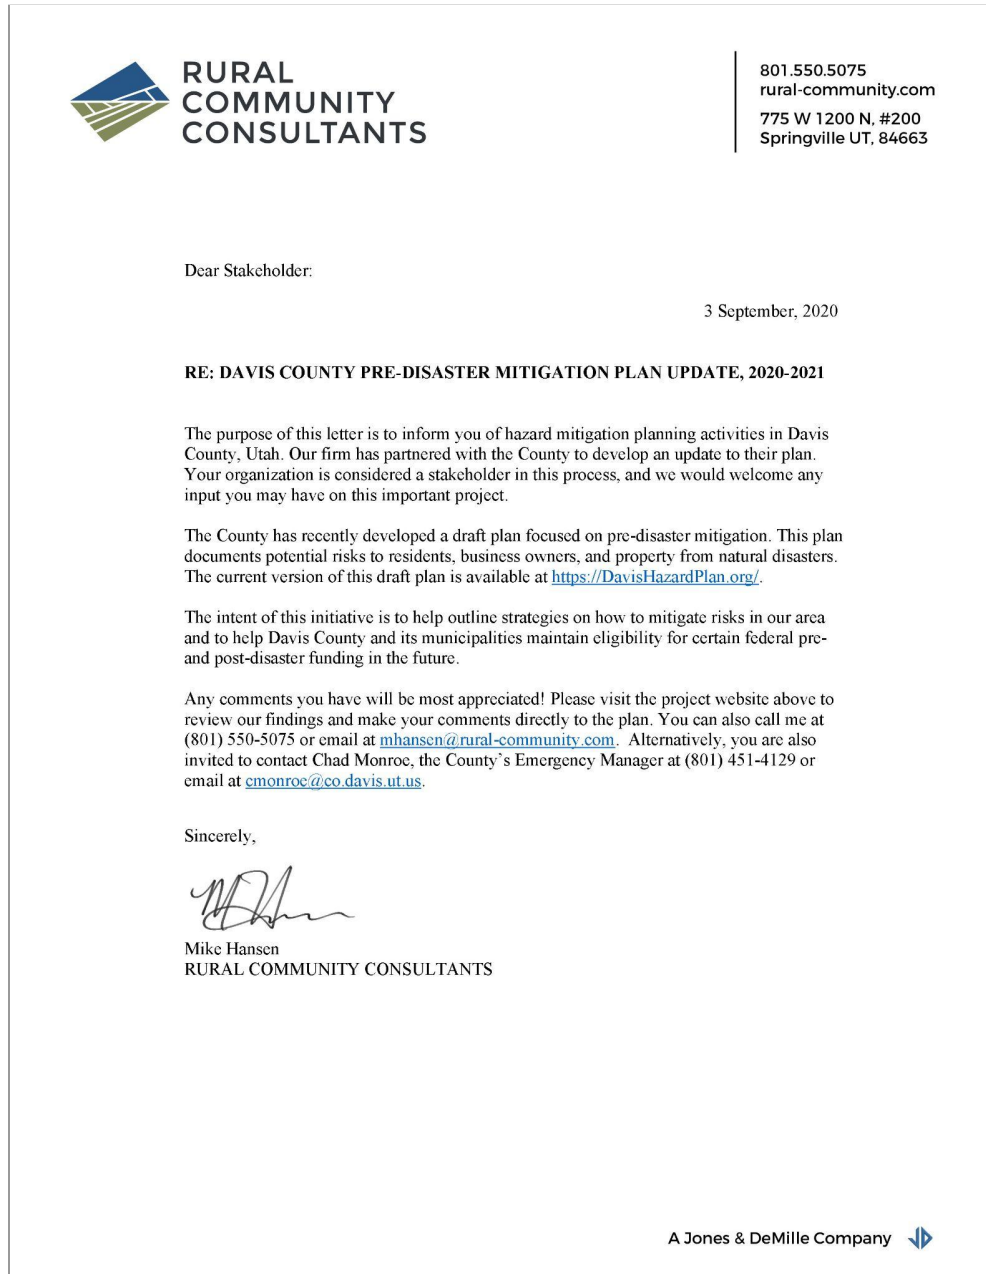 RURAL
COMMUNITY
CONSULTANTS
801.550.5075
rural-community.com
775 W 1200 N, #200
Springville UT, 84663
Dear Stakeholder:
3 September, 2020
RE: DAVIS COUNTY PRE-DISASTER MITIGATION PLAN UPDATE, 2020-2021
The purpose of this letter is to inform you of hazard mitigation planning activities in Davis
County, Utah. Our firm has partnered with the County to develop an update to their plan.
Your organization is considered a stakeholder in this process, and we would welcome any
input you may have on this important project.
The County has recently developed a draft plan focused on pre-disaster mitigation. This plan
documents potential risks to residents, business owners, and property from natural disasters.
The current version of this draft plan is available at https://DavisHazardPlan.org/.
The intent of this initiative is to help outline strategies on how to mitigate risks in our area
and to help Davis County and its municipalities maintain eligibility for certain federal pre-
and post-disaster funding in the future.
Any comments you have will be most appreciated! Please visit the project website above to
review our findings and make your comments directly to the plan. You can also call me at
(801) 550-5075 or email at mhansen@rural-community.com.  Alternatively, you are also
invited to contact Chad Monroe, the County's Emergency Manager at (801) 451-4129 or
email at cmonroe@co.davis.ut.us.
Sincerely,
Mike Hansen
RURAL COMMUNITY CONSULTANTS
A Jones & DeMille Company